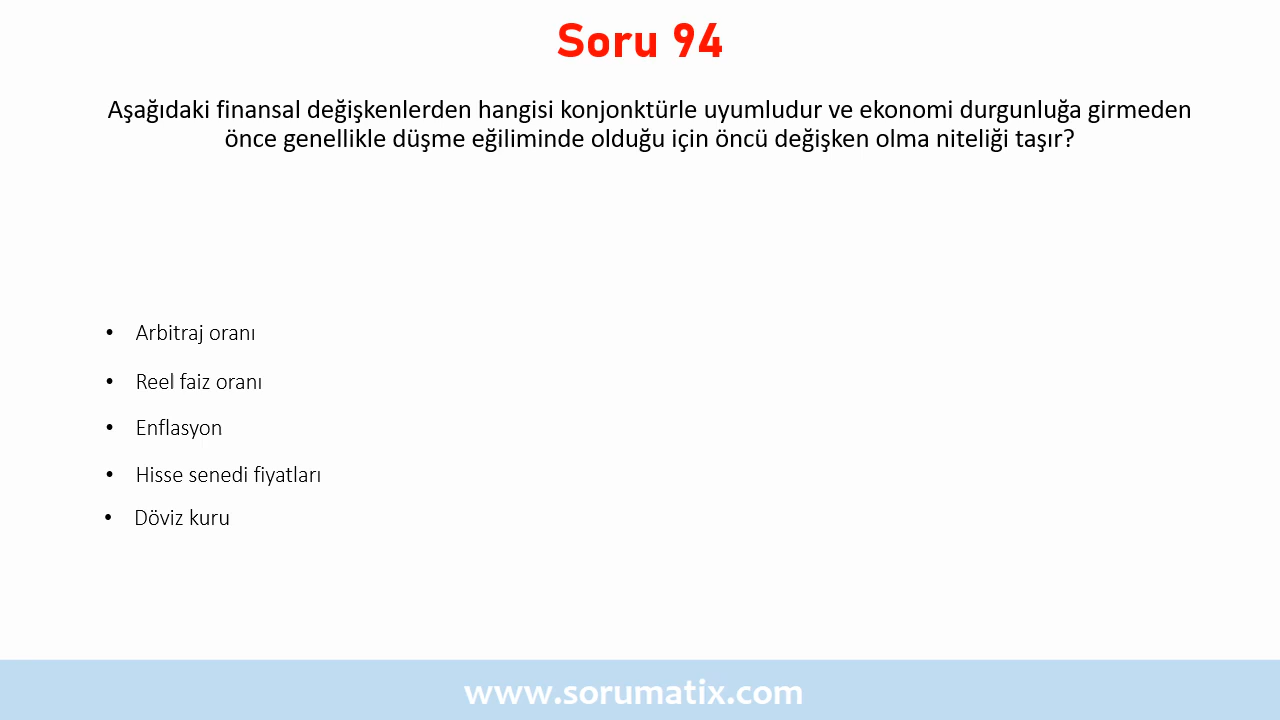 Soru 94
Aşağıdaki finansal değişkenlerden hangisi konjonktürle uyumludur ve ekonomi durgunluğa girmeden
önce genellikle düşme eğiliminde olduğu için öncü değişken olma niteliği taşır?
• Arbitraj oranı
• Reel faiz oranı
• Enflasyon
• Hisse senedi fiyatları
• Döviz kuru
www.sorumatix.com